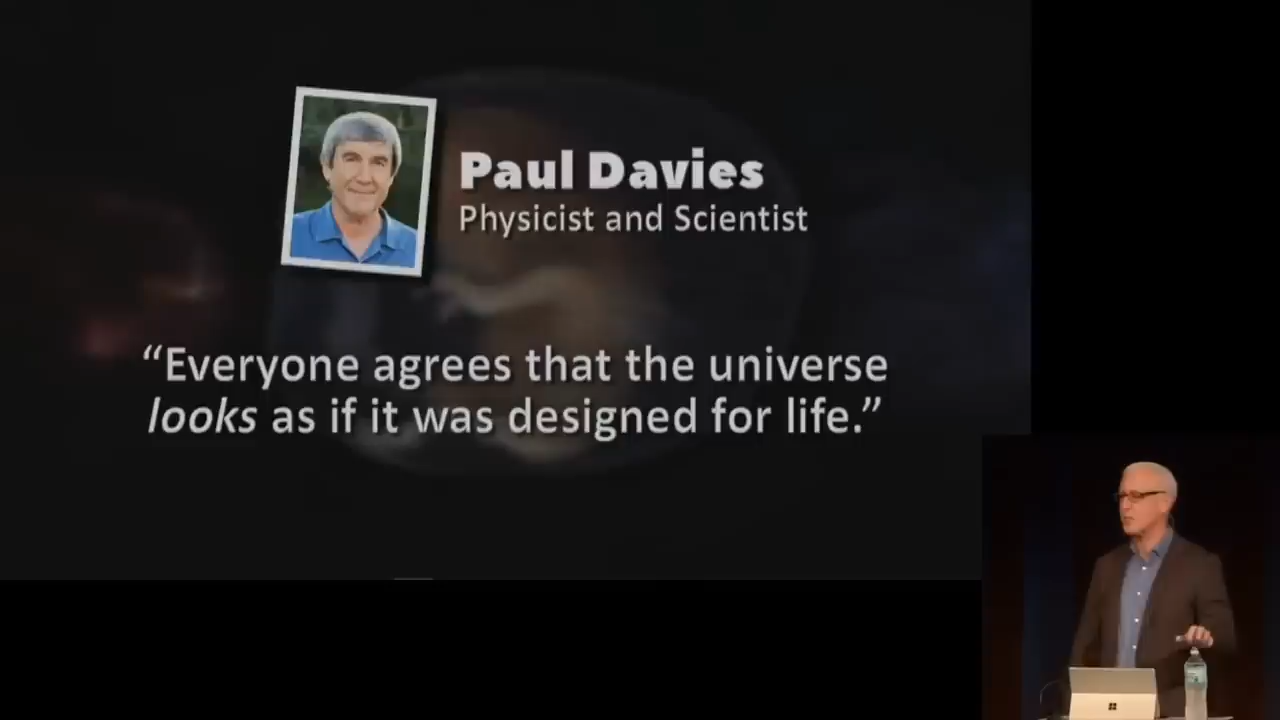 Paul Davies
Physicist and Scientist
“Everyone agrees that the universe
looks as if it was designed for life.”